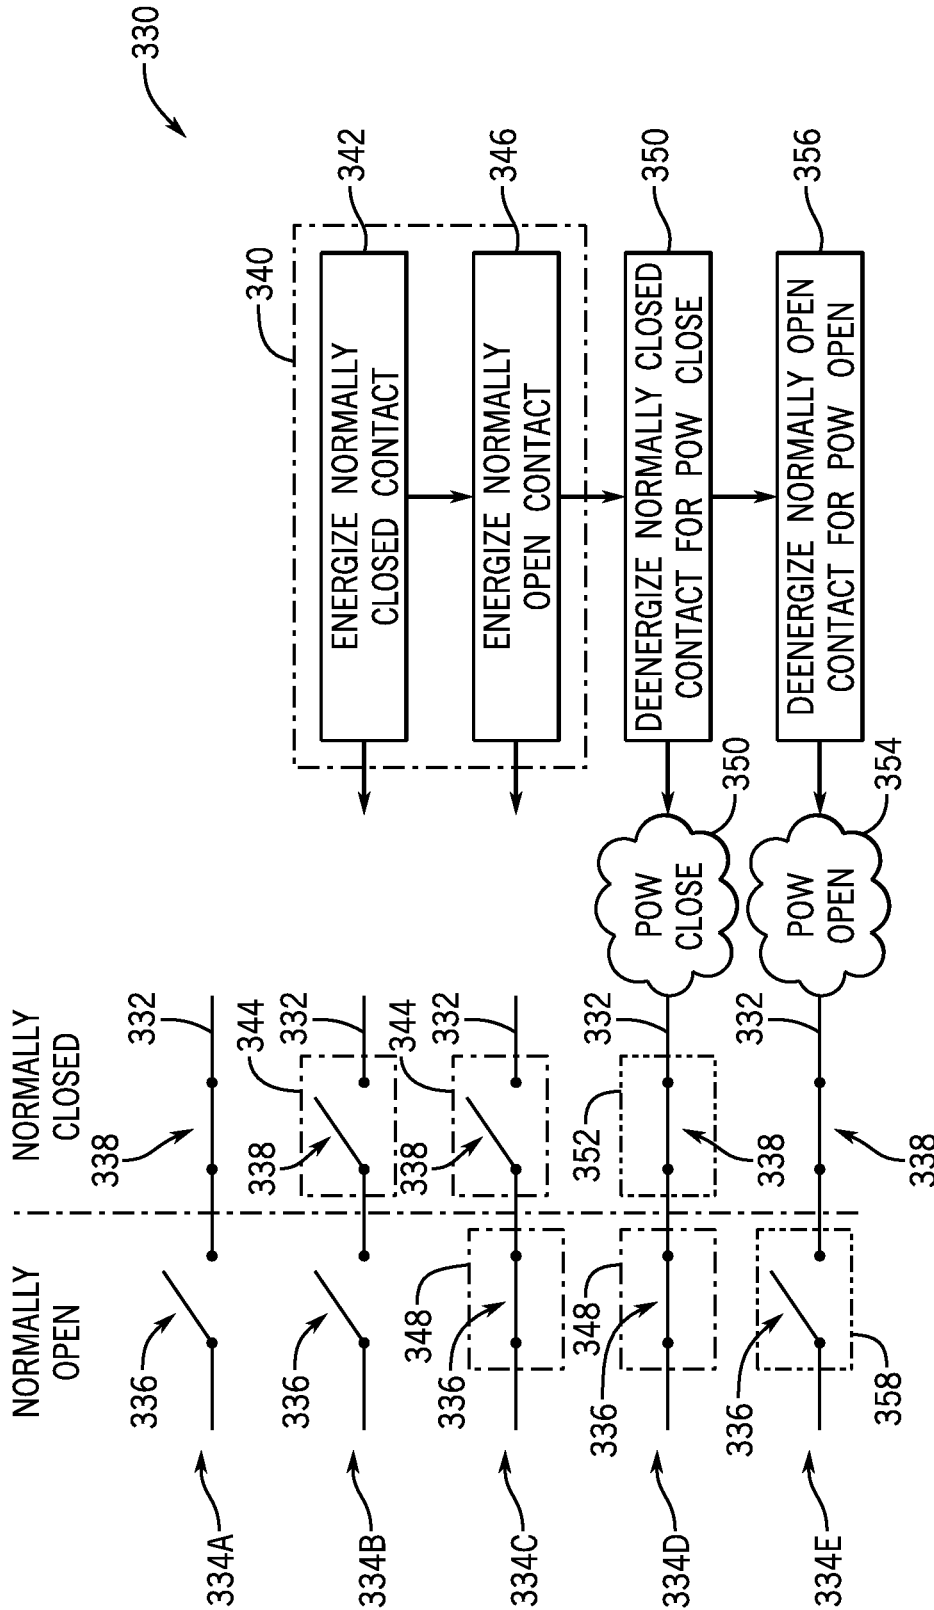 330
NORMALLY
OPEN
NORMALLY
CLOSED
334A
336
338
332
334B
336
338
344
332
340
ENERGIZE NORMALLY
CLOSED CONTACT
342
334C
348
336
338
344
332
ENERGIZE NORMALLY
OPEN CONTACT
346
334D
348
336
352
338
332
POW
CLOSE
350
DEENERGIZE NORMALLY CLOSED
CONTACT FOR POW CLOSE
350
334E
336
358
338
332
POW
OPEN
354
DEENERGIZE NORMALLY OPEN
CONTACT FOR POW OPEN
356